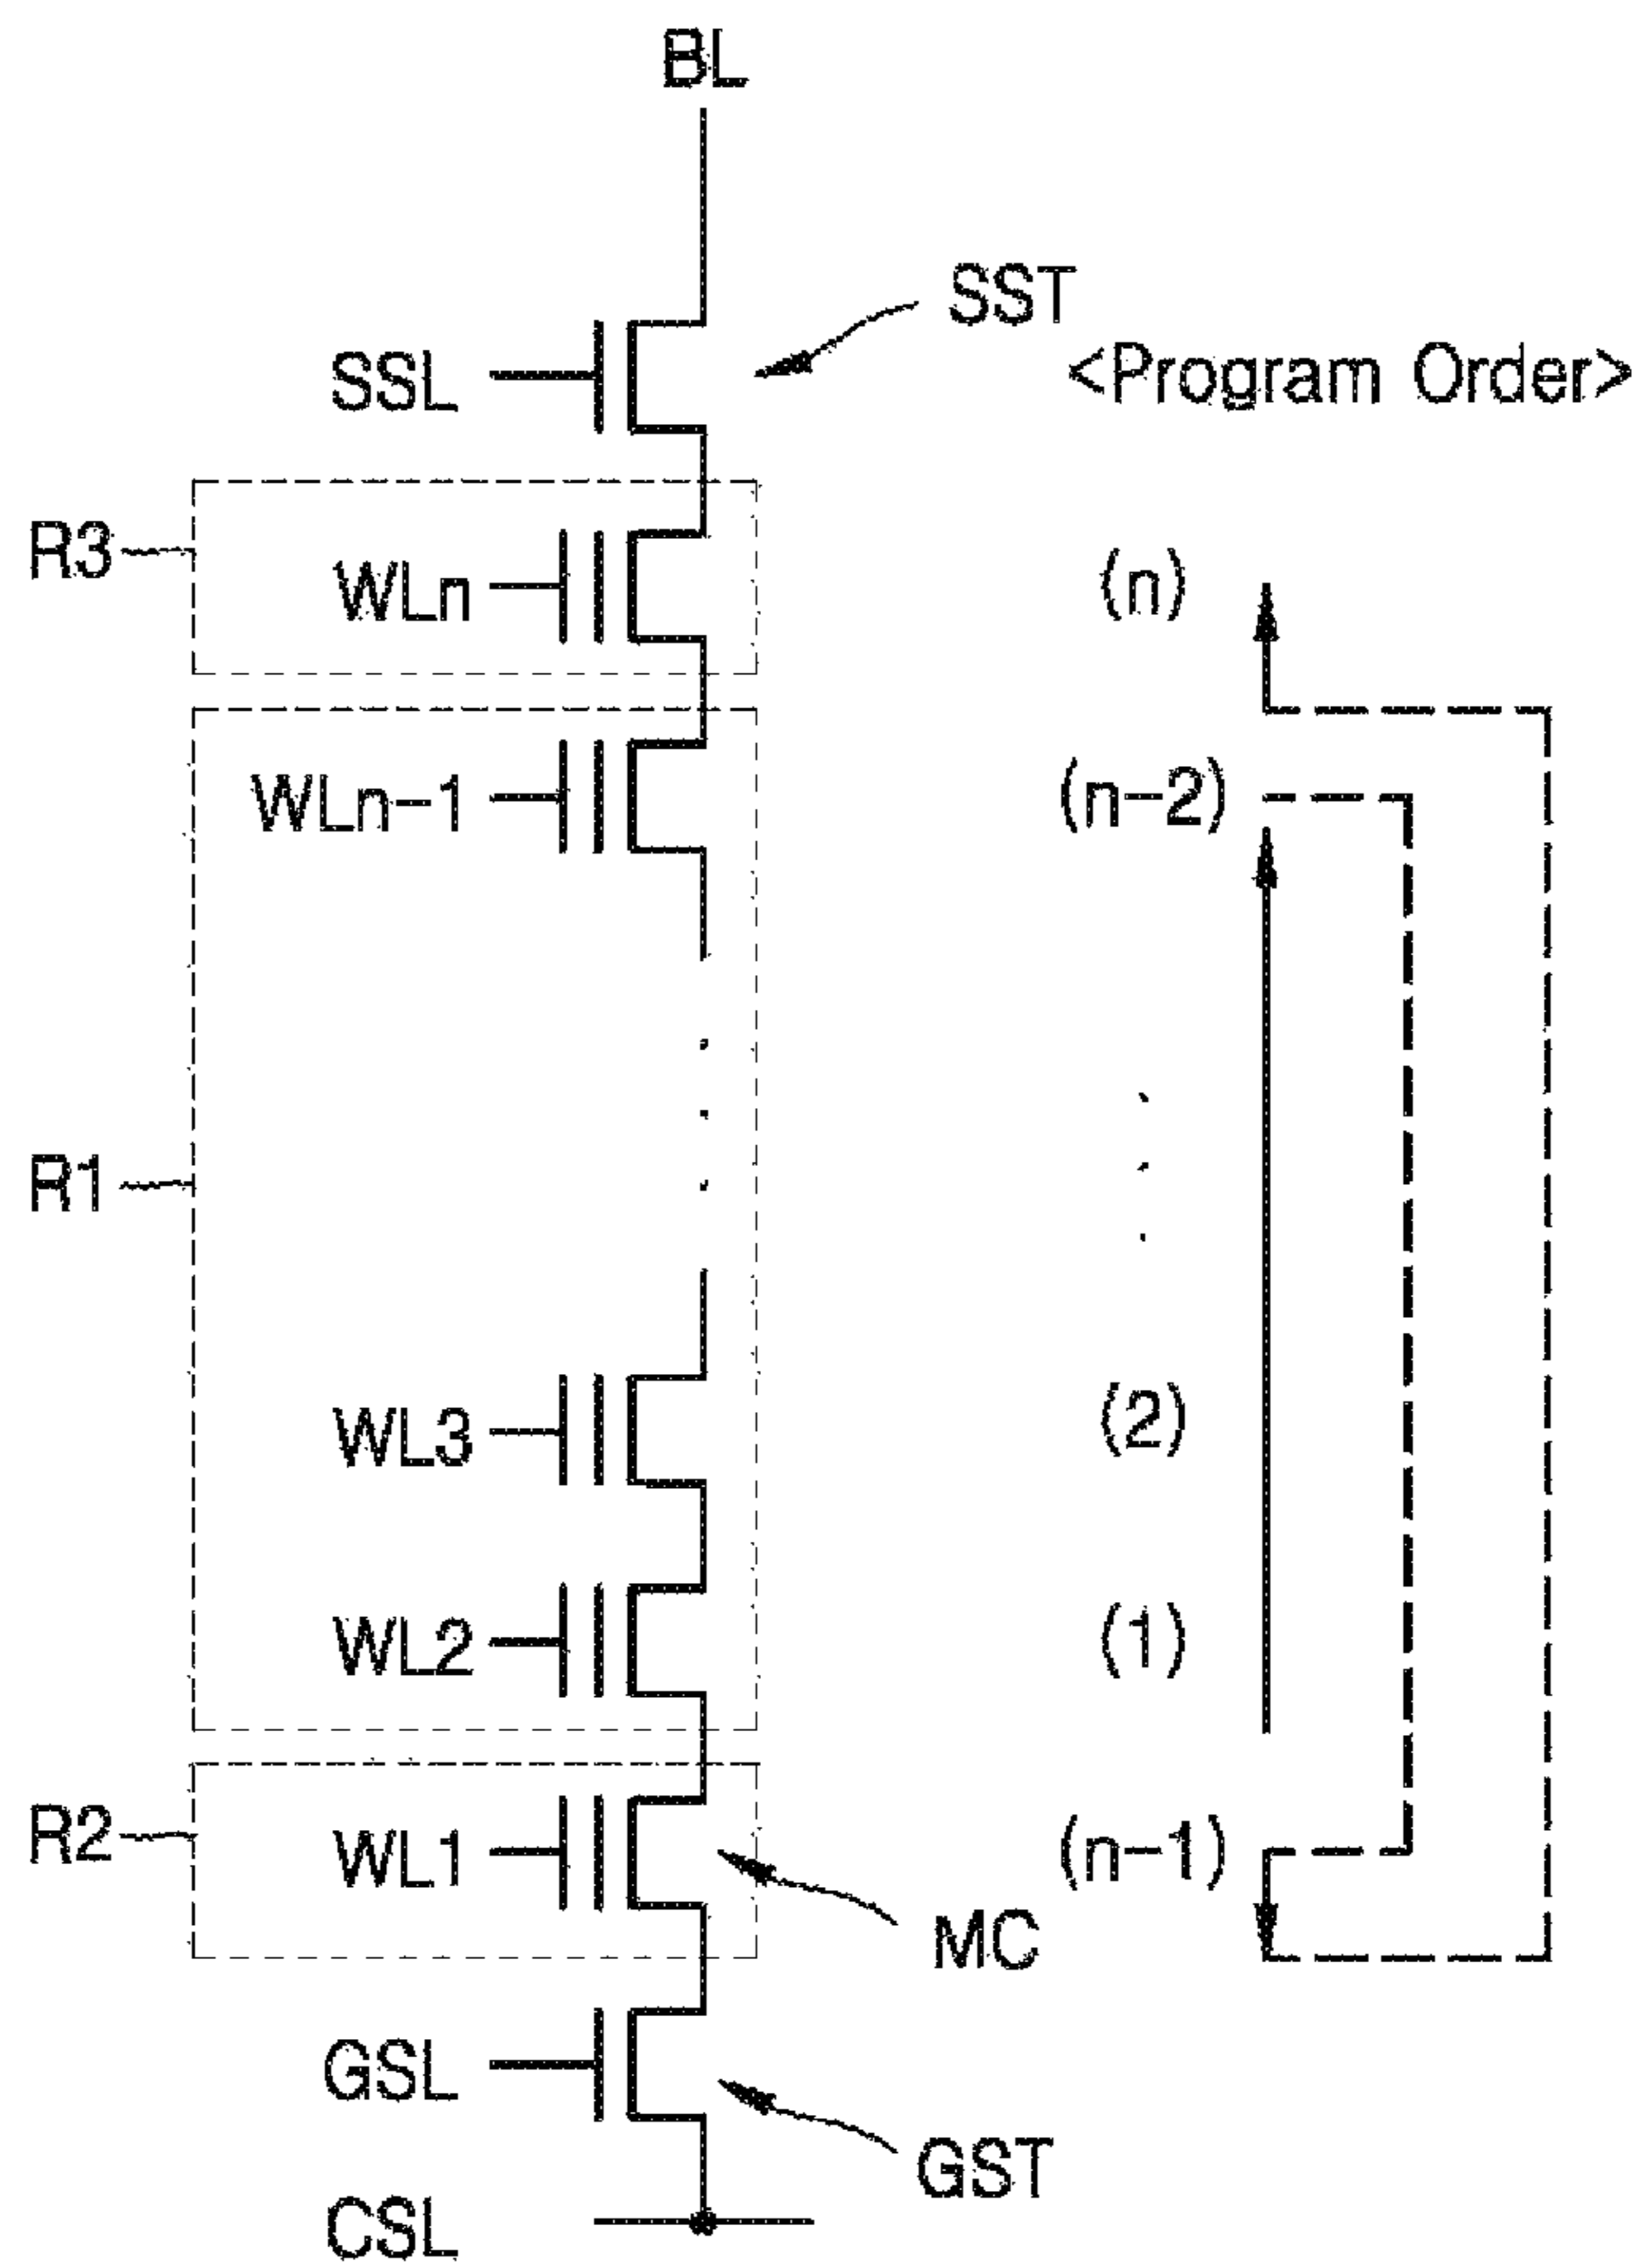 BL
SST
SSL
<Program Order>
R3
WLn
(n)
WLn-1
(n-2)
R1
WL3
(2)
WL2
(1)
R2
WL1
(n-1)
MC
GSL
GST
CSL